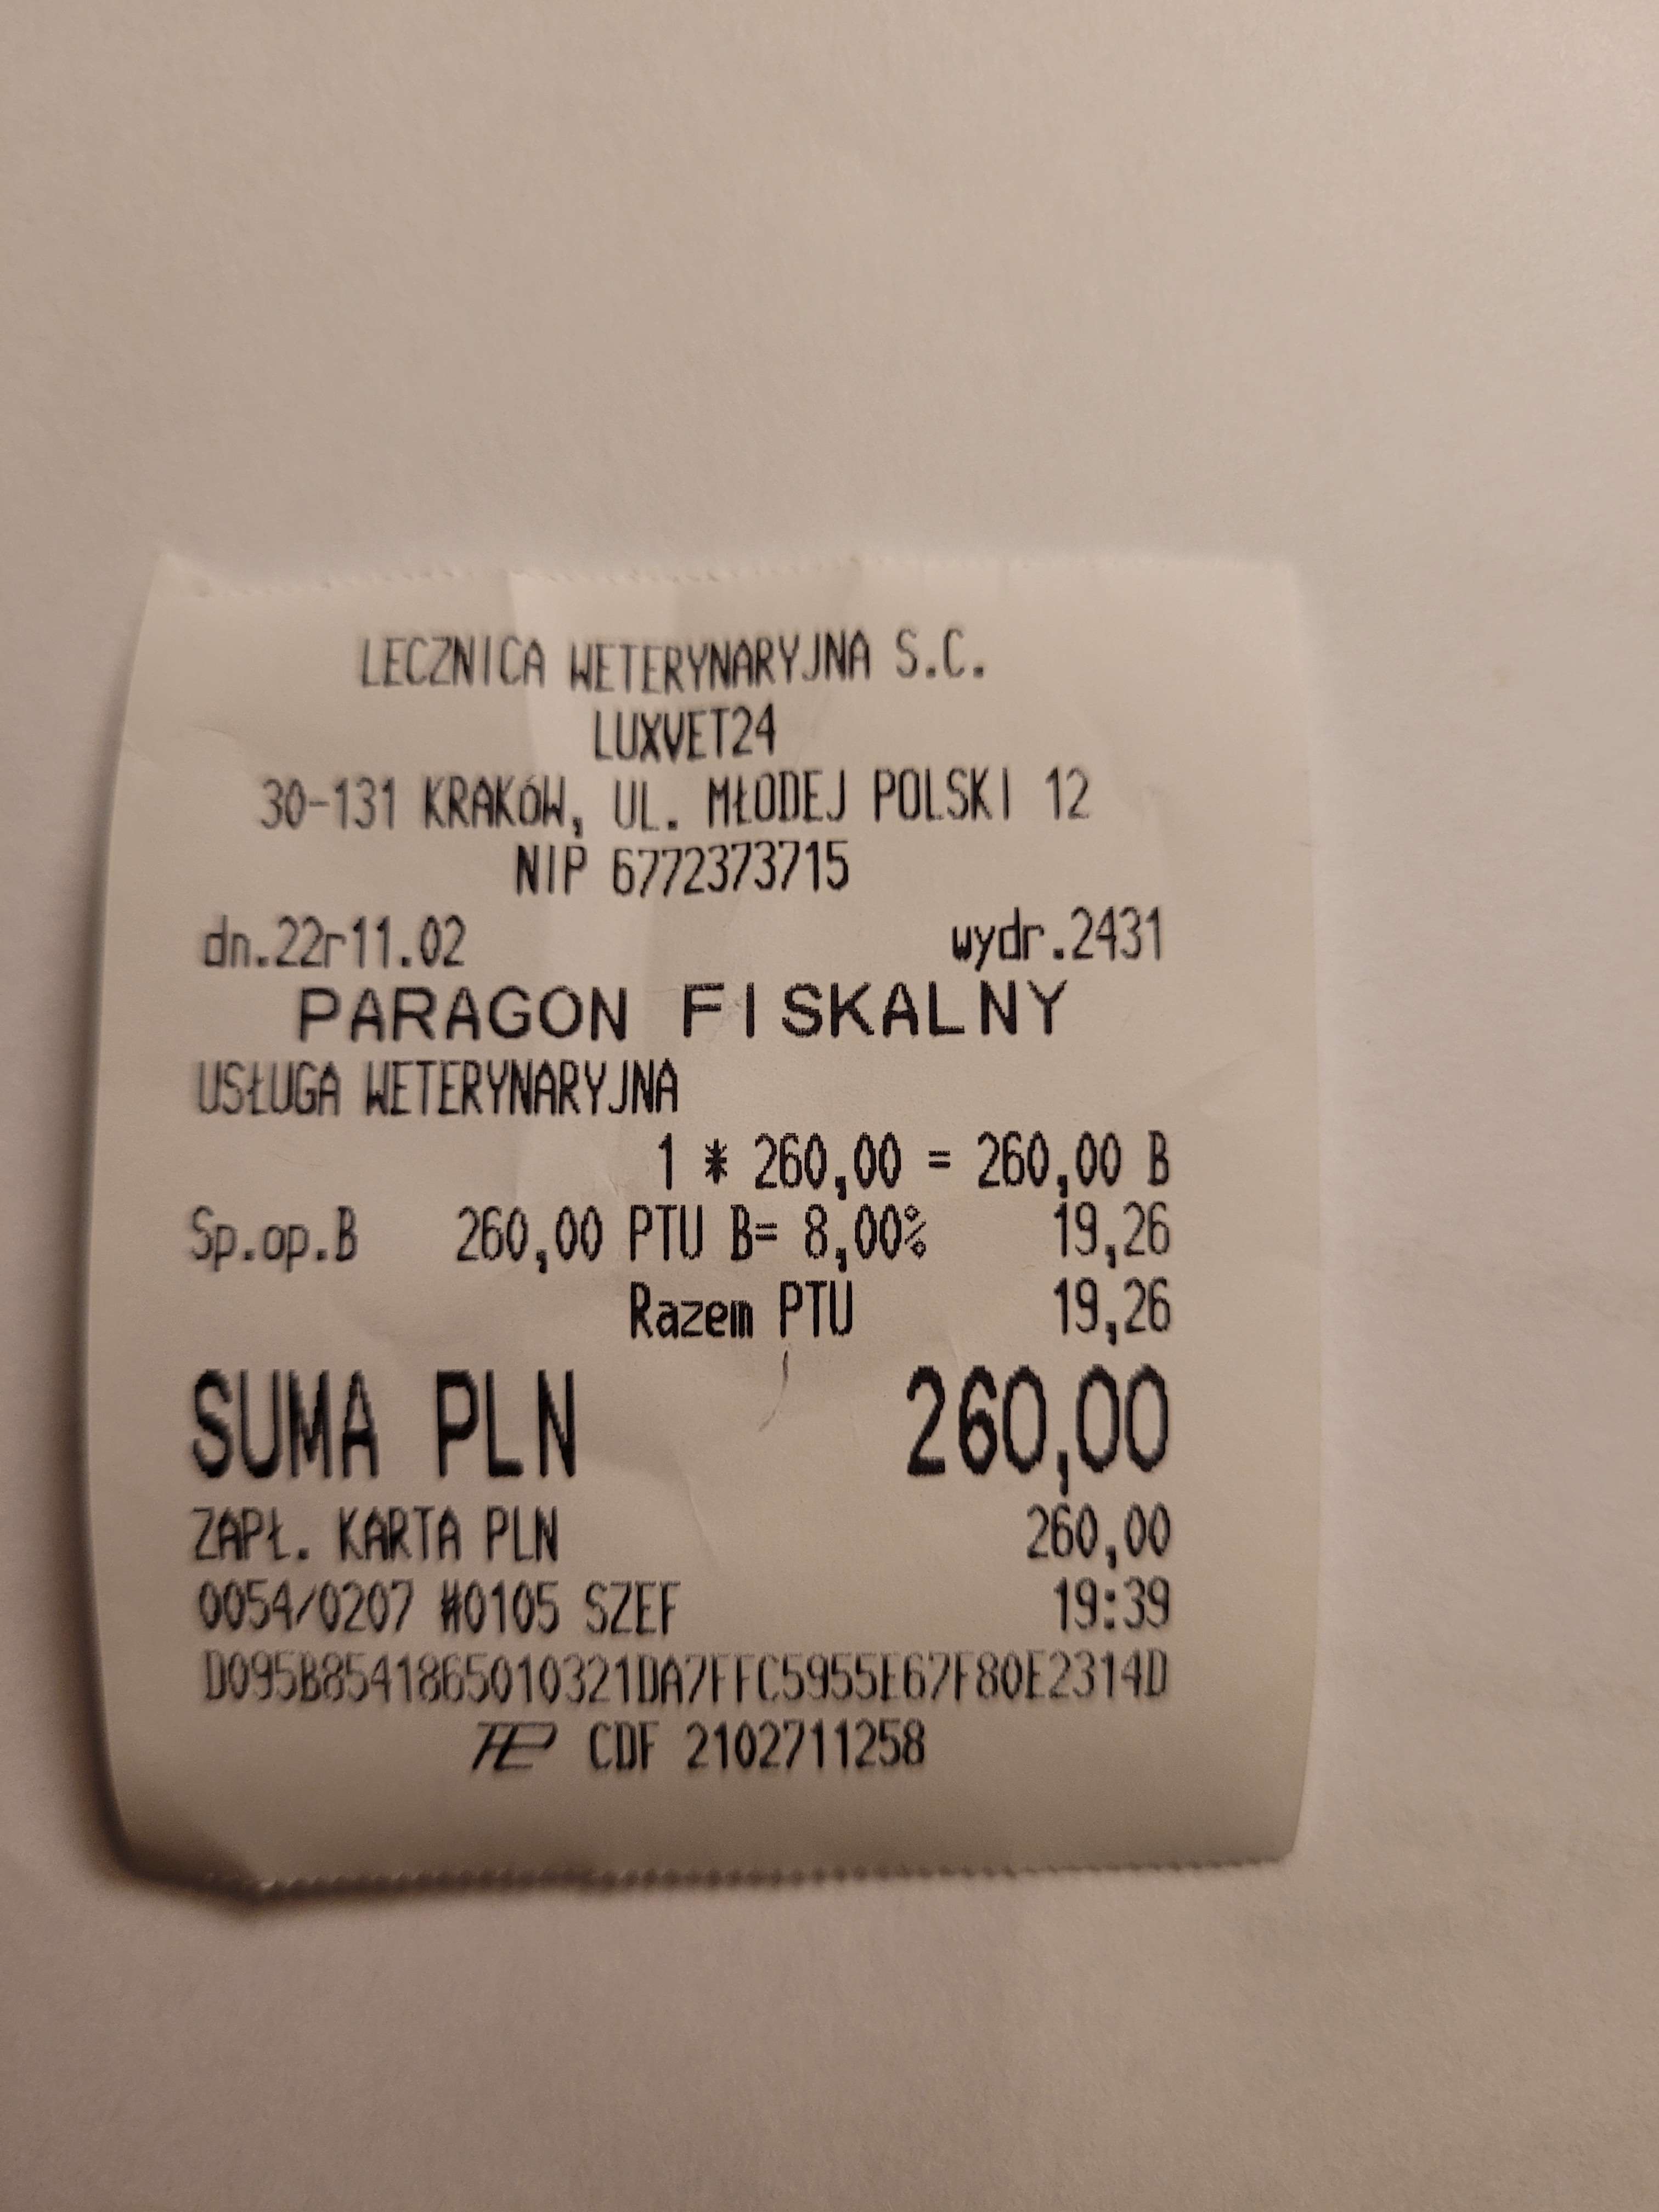 LECZNICA WETERYNARYJNA S.C.
LUXVET24
30-131 KRAKÓW, UL. MŁODEJ POLSKI 12
NIP 6772373715
dn.22r11.02 wydr.2431
PARAGON FISKALNY
USŁUGA WETERYNARYJNA
1 * 260,00 = 260,00 B
Sp.op.B 260,00 PTU B= 8,00% 19,26
Razem PTU 19,26
SUMA PLN 260,00
ZAPŁ. KARTA PLN 260,00
0054/0207 #0105 SZEF 19:39
D095B8541865010321DA7FFC5955E67F80E2314D
CDF 2102711258